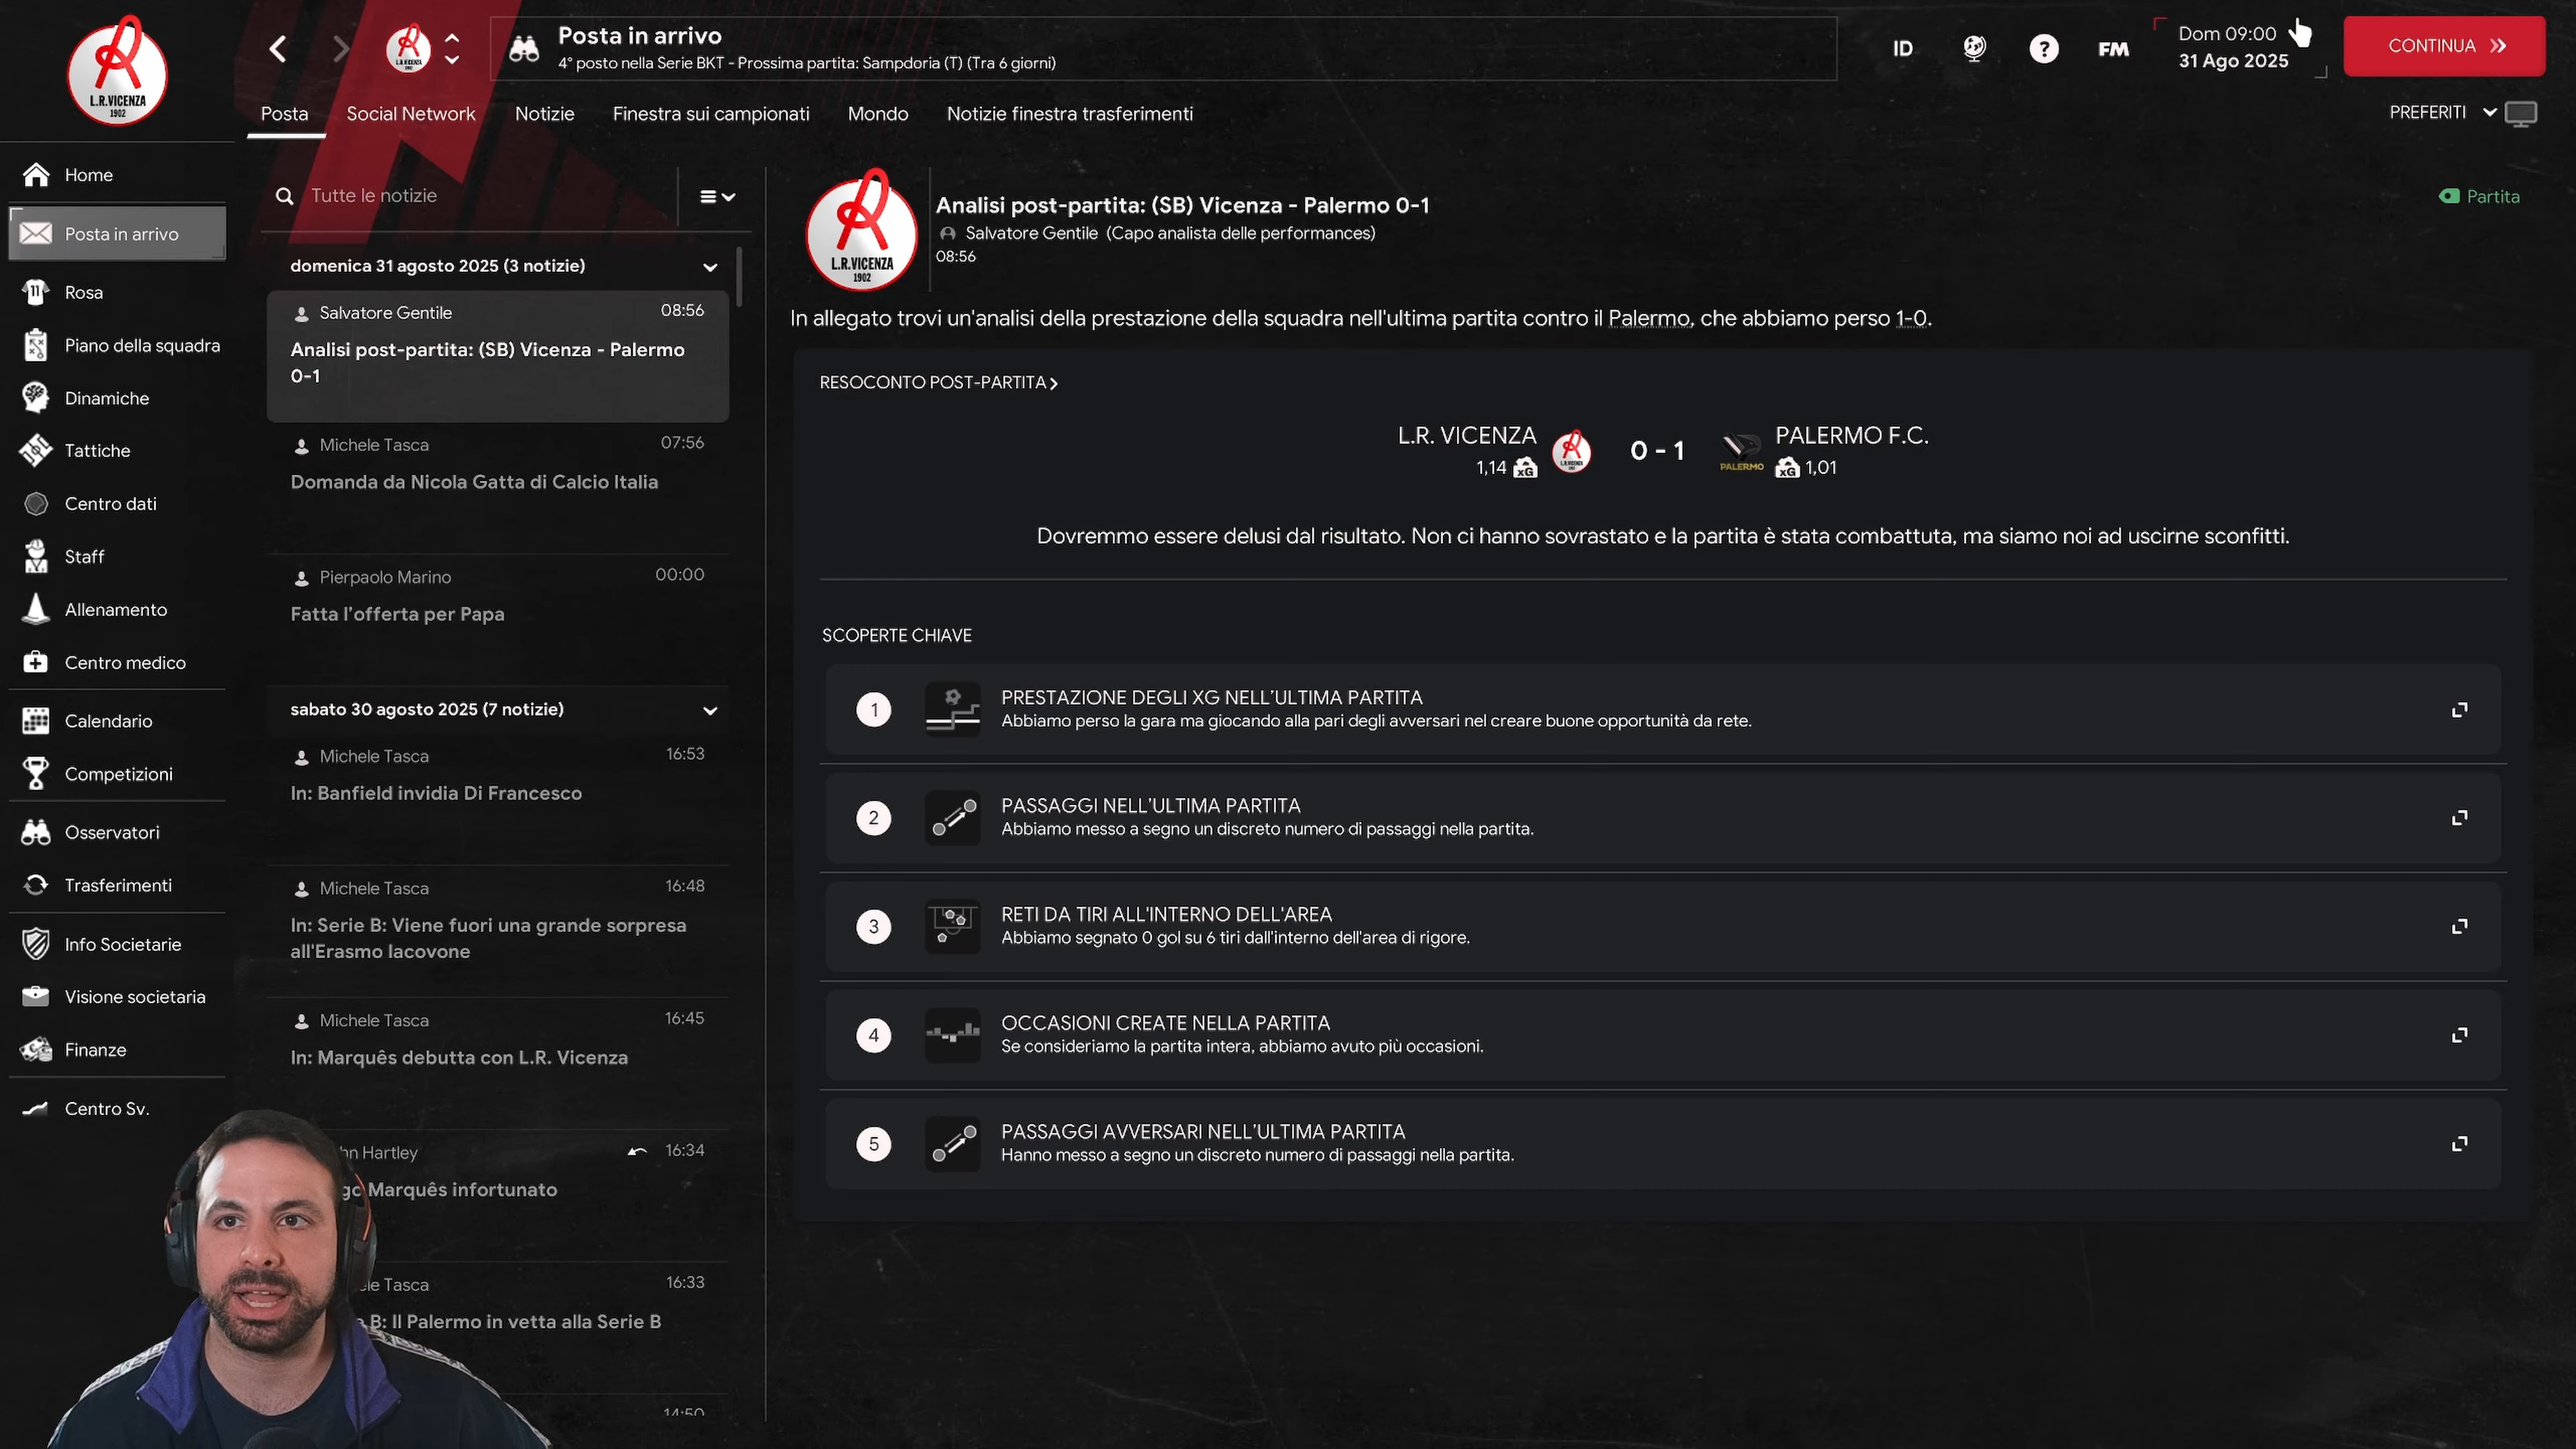 L.R.VICENZA
1902
Posta in arrivo
4° posto nella Serie BKT - Prossima partita: Sampdoria (T) (Tra 6 giorni)
ID
FM
Dom 09:00
31 Ago 2025
CONTINUA
Posta
Social Network
Notizie
Finestra sui campionati
Mondo
Notizie finestra trasferimenti
PREFERITI
Home
Posta in arrivo
Rosa
Piano della squadra
Dinamiche
Tattiche
Centro dati
Staff
Allenamento
Centro medico
Calendario
Competizioni
Osservatori
Trasferimenti
Info Societarie
Visione societaria
Finanze
Centro Sv.
Tutte le notizie
domenica 31 agosto 2025 (3 notizie)
Salvatore Gentile 08:56
Analisi post-partita: (SB) Vicenza - Palermo
0-1
Michele Tasca 07:56
Domanda da Nicola Gatta di Calcio Italia
Pierpaolo Marino 00:00
Fatta l'offerta per Papa
sabato 30 agosto 2025 (7 notizie)
Michele Tasca 16:53
In: Banfield invidia Di Francesco
Michele Tasca 16:48
In: Serie B: Viene fuori una grande sorpresa
all'Erasmo Iacovone
Michele Tasca 16:45
In: Marquês debutta con L.R. Vicenza
Hartley 16:34
Marquês infortunato
Tasca 16:33
B: Il Palermo in vetta alla Serie B
14:50
L.R.VICENZA
1902
Analisi post-partita: (SB) Vicenza - Palermo 0-1
Salvatore Gentile (Capo analista delle performances)
08:56
Partita
In allegato trovi un'analisi della prestazione della squadra nell'ultima partita contro il Palermo, che abbiamo perso 1-0.
RESOCONTO POST-PARTITA
L.R. VICENZA
1,14 xG
0 - 1
PALERMO
PALERMO F.C.
xG 1,01
Dovremmo essere delusi dal risultato. Non ci hanno sovrastato e la partita è stata combattuta, ma siamo noi ad uscirne sconfitti.
SCOPERTE CHIAVE
1
PRESTAZIONE DEGLI XG NELL'ULTIMA PARTITA
Abbiamo perso la gara ma giocando alla pari degli avversari nel creare buone opportunità da rete.
2
PASSAGGI NELL'ULTIMA PARTITA
Abbiamo messo a segno un discreto numero di passaggi nella partita.
3
RETI DA TIRI ALL'INTERNO DELL'AREA
Abbiamo segnato 0 gol su 6 tiri dall'interno dell'area di rigore.
4
OCCASIONI CREATE NELLA PARTITA
Se consideriamo la partita intera, abbiamo avuto più occasioni.
5
PASSAGGI AVVERSARI NELL'ULTIMA PARTITA
Hanno messo a segno un discreto numero di passaggi nella partita.